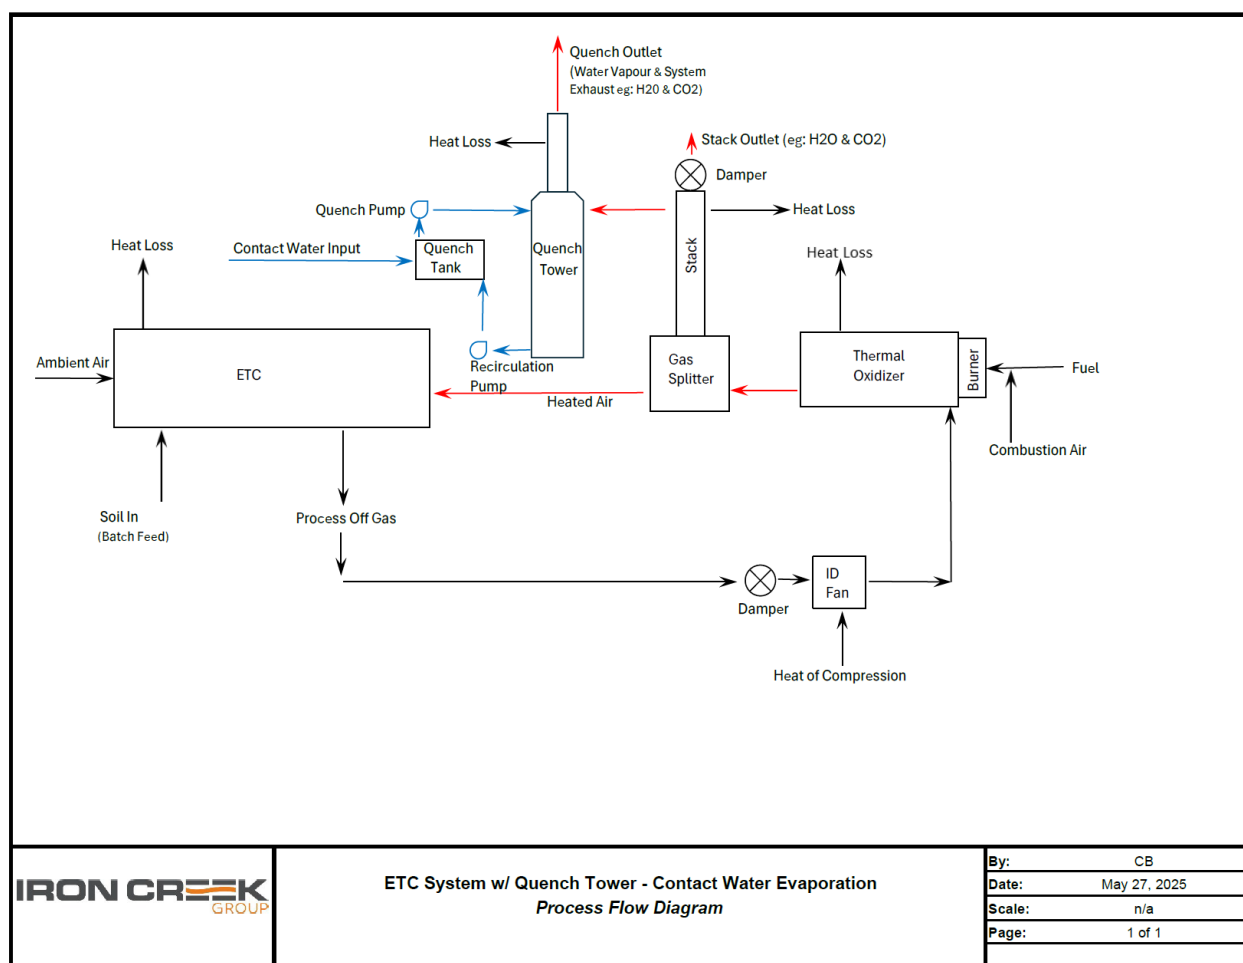 Quench Outlet
(Water Vapour & System
Exhaust eg: H20 & CO2)
Heat Loss
Stack Outlet (eg: H2O & CO2)
Damper
Quench Pump
Heat Loss
Heat Loss
Contact Water Input
Quench
Tank
Quench
Tower
Stack
Heat Loss
Ambient Air
ETC
Recirculation
Pump
Heated Air
Gas
Splitter
Thermal
Oxidizer
Burner
Fuel
Combustion Air
Soil In
(Batch Feed)
Process Off Gas
Damper
ID
Fan
Heat of Compression
IRON CREEK
GROUP
ETC System w/ Quench Tower - Contact Water Evaporation
Process Flow Diagram
By: CB
Date: May 27, 2025
Scale: n/a
Page: 1 of 1